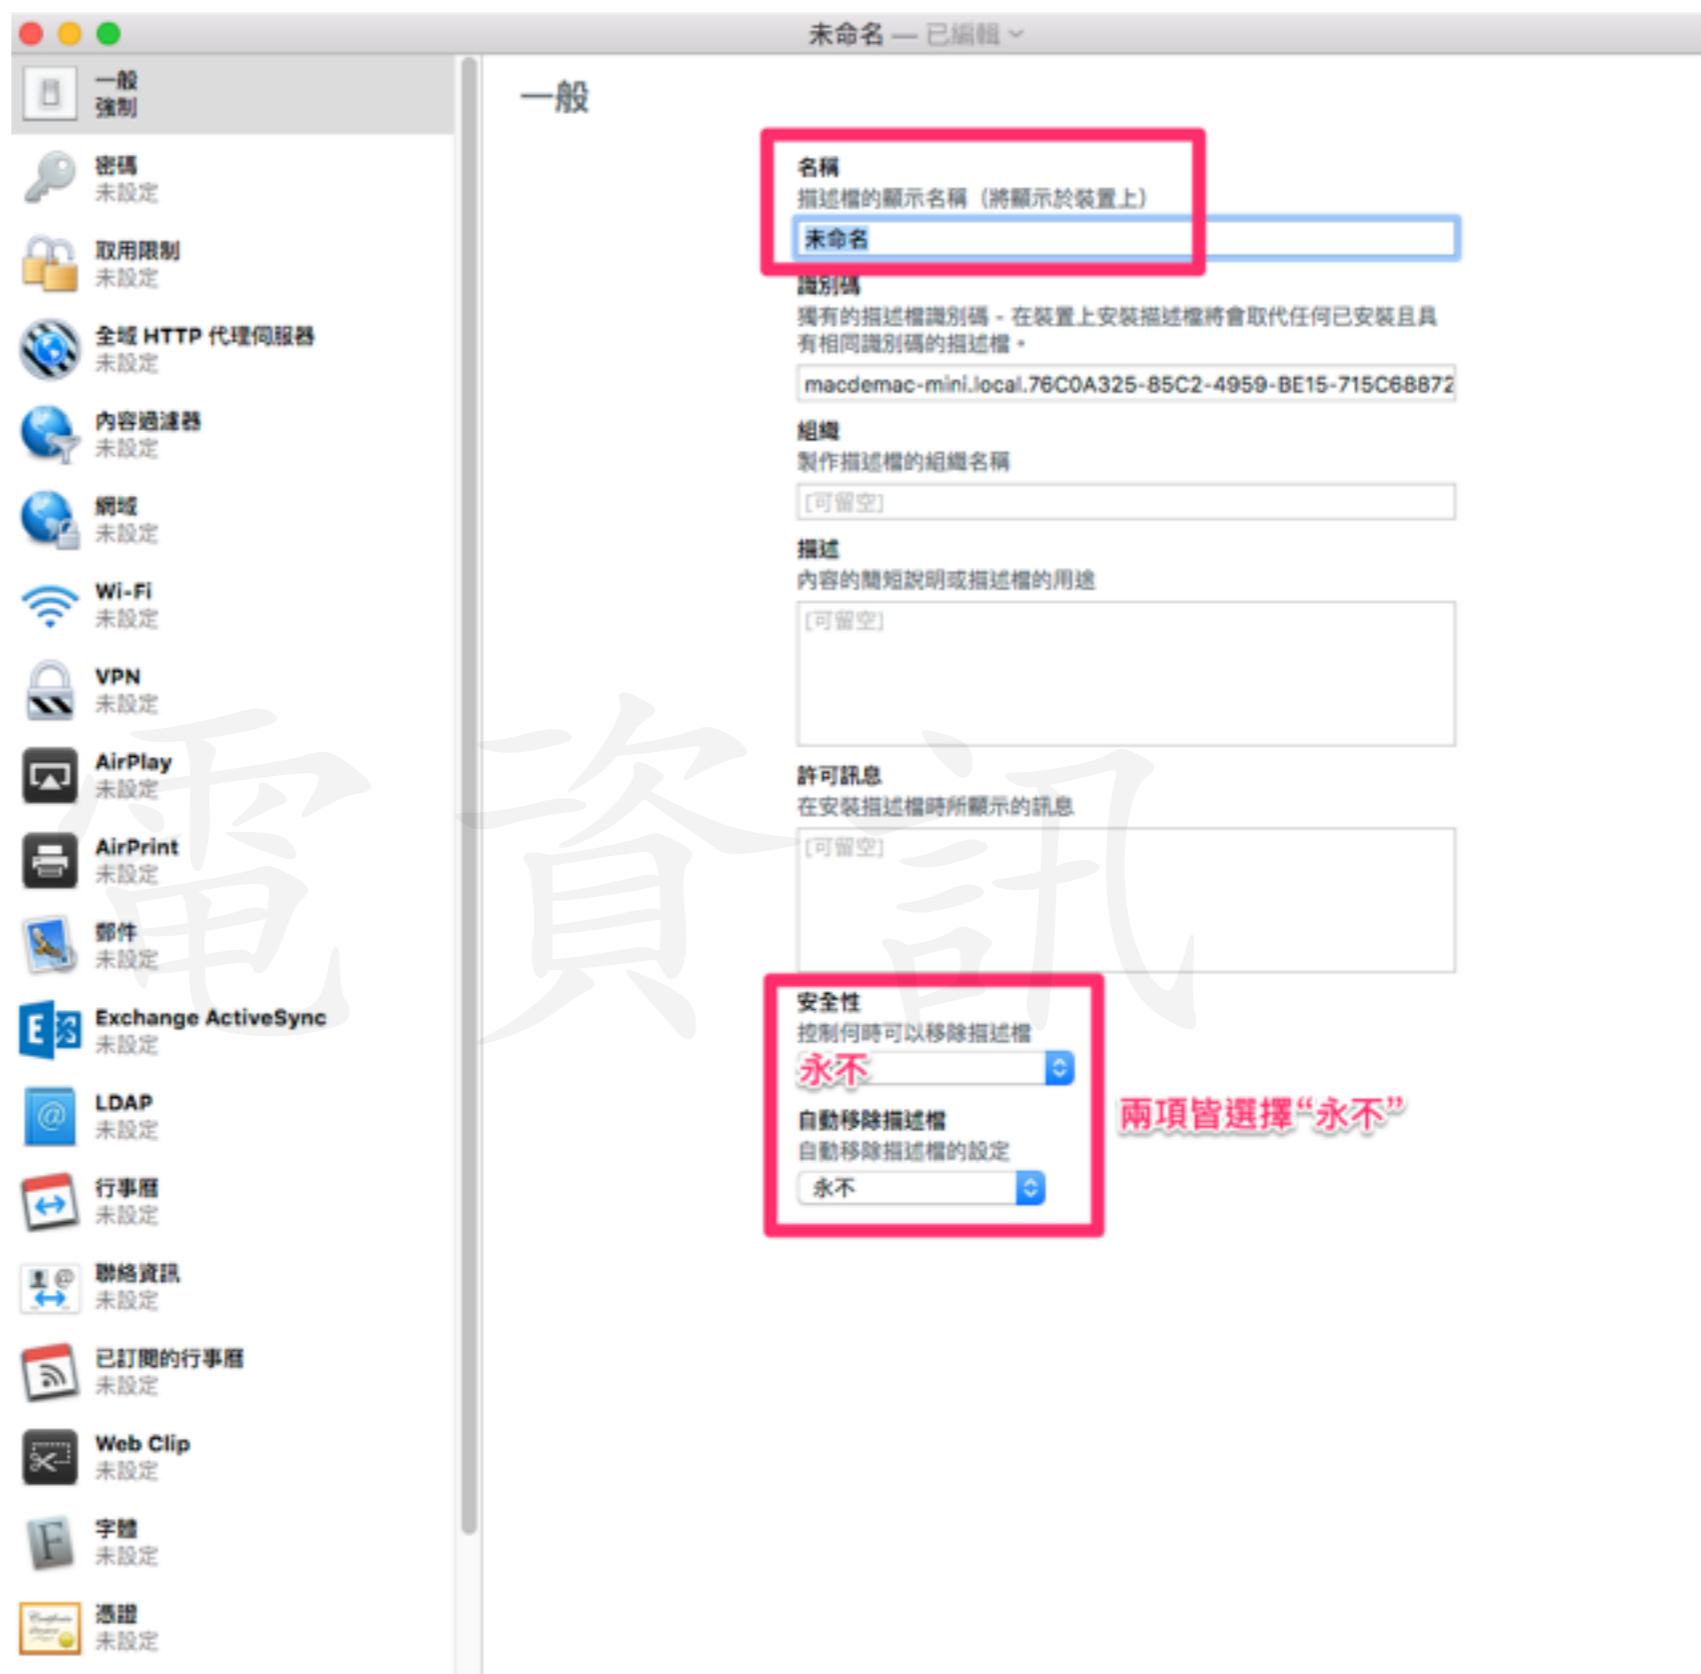 未命名 — 已編輯
一般
強制
密碼
未設定
取用限制
未設定
全域 HTTP 代理伺服器
未設定
內容過濾器
未設定
網域
未設定
Wi-Fi
未設定
VPN
未設定
AirPlay
未設定
AirPrint
未設定
郵件
未設定
Exchange ActiveSync
未設定
LDAP
未設定
行事曆
未設定
聯絡資訊
未設定
已訂閱的行事曆
未設定
Web Clip
未設定
字體
未設定
憑證
未設定
一般
名稱
描述檔的顯示名稱（將顯示於裝置上）
未命名
識別碼
獨有的描述檔識別碼 - 在裝置上安裝描述檔將會取代任何已安裝且具
有相同識別碼的描述檔。
macdemac-mini.local.76C0A325-85C2-4959-BE15-715C68872
組織
製作描述檔的組織名稱
[可留空]
描述
內容的簡短說明或描述檔的用途
[可留空]
許可訊息
在安裝描述檔時所顯示的訊息
[可留空]
安全性
控制何時可以移除描述檔
永不
自動移除描述檔
自動移除描述檔的設定
永不
兩項皆選擇“永不”
電資訊